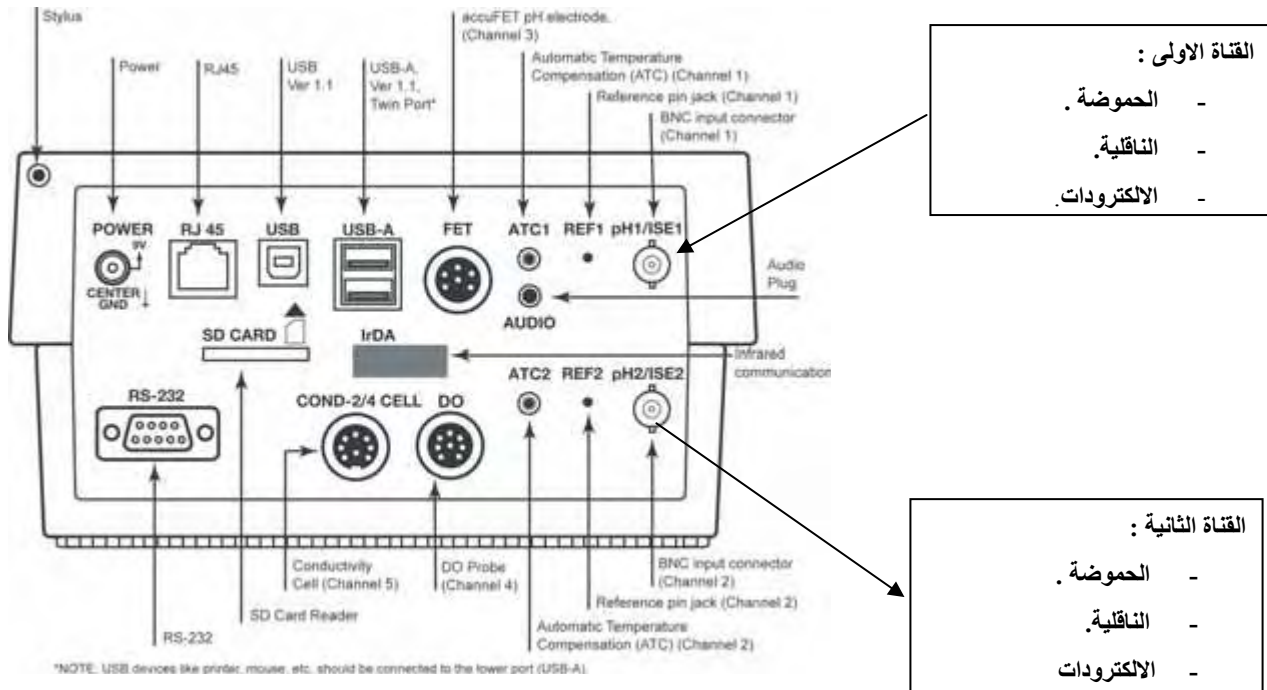 Stylus
accuFET pH electrode,
(Channel 3)
Automatic Temperature
Compensation (ATC) (Channel 1)
Power
RJ45
USB
Ver 1.1
USB-A,
Ver 1.1,
Twin Port*
Reference pin jack (Channel 1)
BNC input connector
(Channel 1)
القناة الاولى :
- الحموضة .
- الناقلية.
- الالكترودات.
POWER
9V
CENTER
GND
RJ 45
USB
USB-A
FET
ATC1
REF1
pH1/ISE1
Audio
Plug
AUDIO
SD CARD
IrDA
Infrared
communication
ATC2
REF2
pH2/ISE2
RS-232
COND-2/4 CELL
DO
القناة الثانية :
- الحموضة .
- الناقلية.
- الالكترودات
Conductivity
Cell (Channel 5)
DO Probe
(Channel 4)
BNC input connector
(Channel 2)
Reference pin jack (Channel 2)
SD Card Reader
Automatic Temperature
Compensation (ATC) (Channel 2)
RS-232
*NOTE: USB devices like printer, mouse, etc. should be connected to the lower port (USB-A).